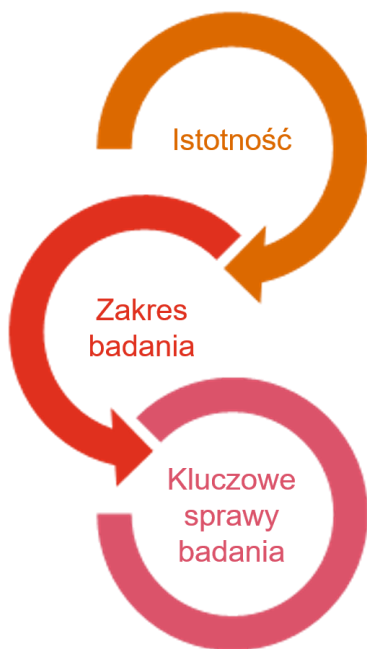 Istotność
Zakres
badania
Kluczowe
sprawy
badania